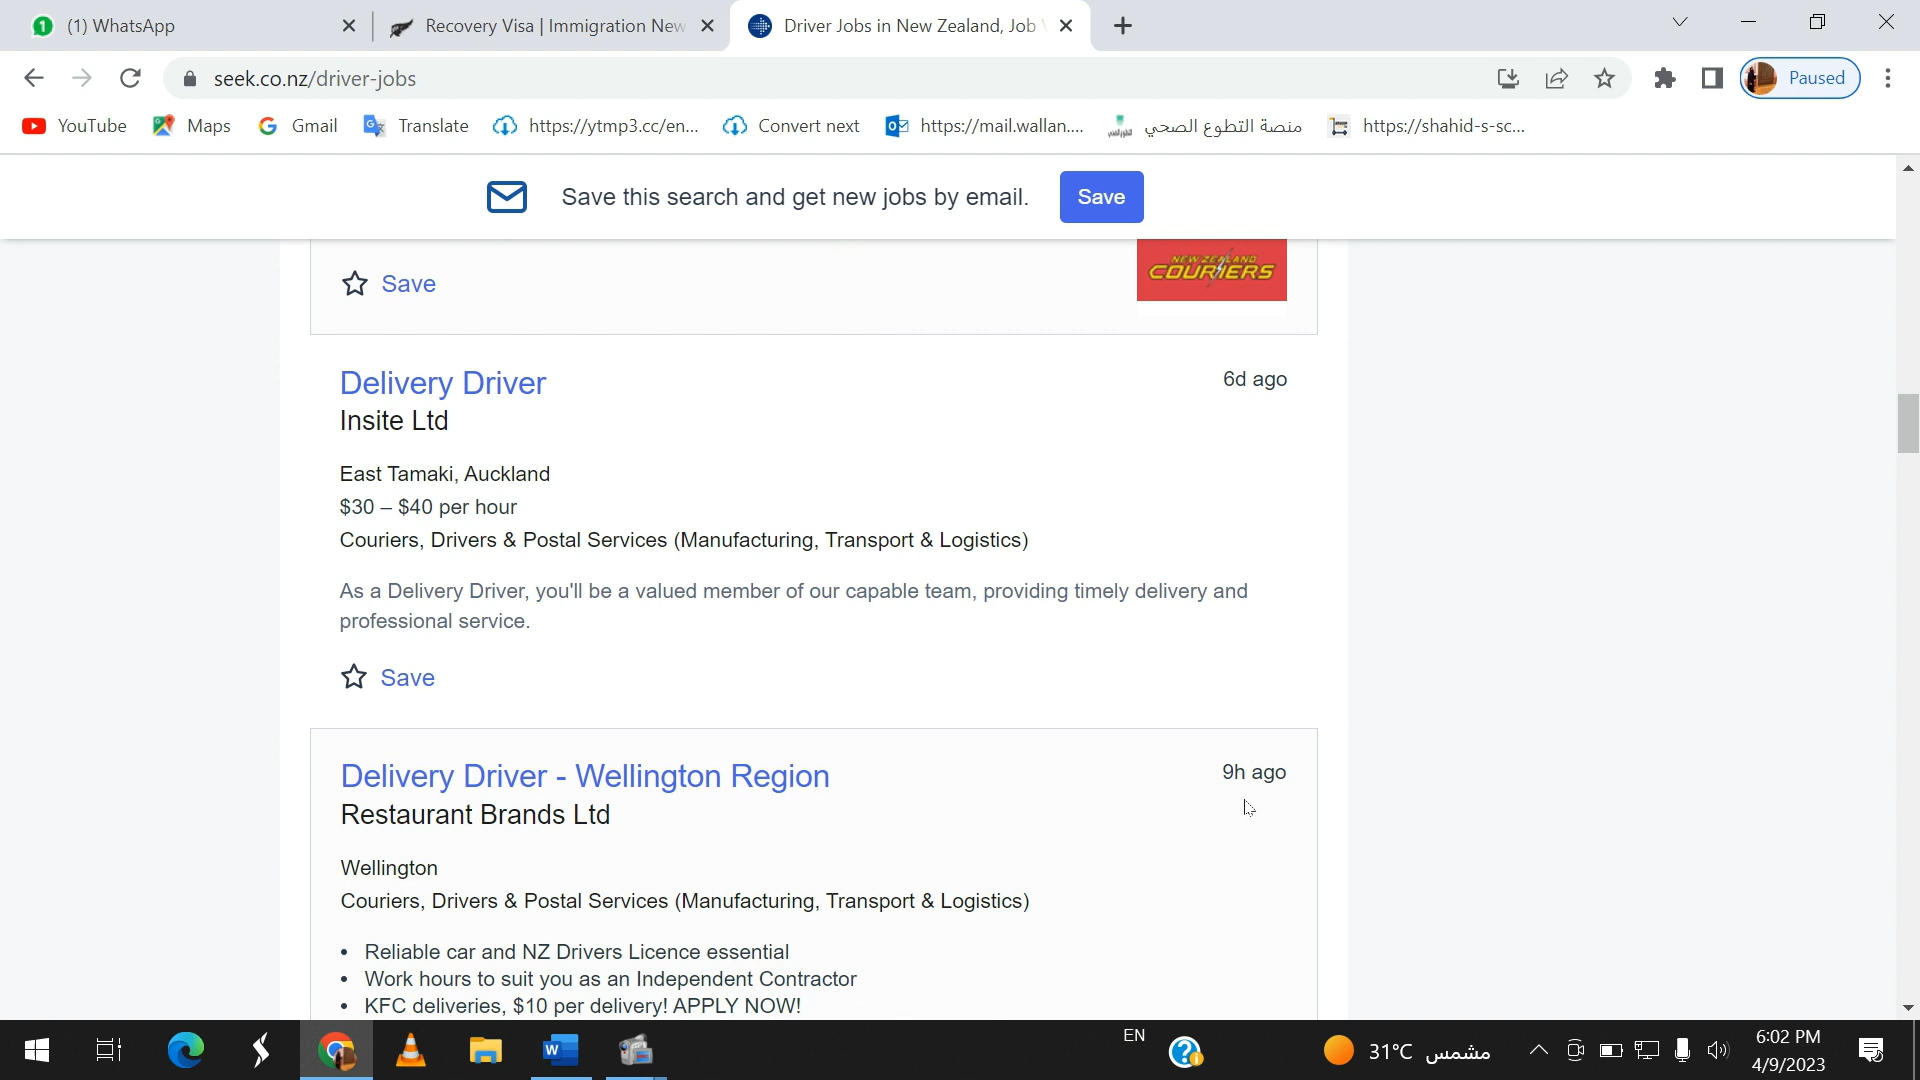 (1) WhatsApp
Recovery Visa | Immigration New
Driver Jobs in New Zealand, Job
seek.co.nz/driver-jobs
Paused
YouTube
Maps
Gmail
Translate
https://ytmp3.cc/en...
Convert next
https://mail.wallan....
منصة التطوع الصحي
https://shahid-s-sc...
Save this search and get new jobs by email.
Save
Save
NEW ZEALAND
COURIERS
Delivery Driver
6d ago
Insite Ltd
East Tamaki, Auckland
$30 – $40 per hour
Couriers, Drivers & Postal Services (Manufacturing, Transport & Logistics)
As a Delivery Driver, you'll be a valued member of our capable team, providing timely delivery and
professional service.
Save
Delivery Driver - Wellington Region
9h ago
Restaurant Brands Ltd
Wellington
Couriers, Drivers & Postal Services (Manufacturing, Transport & Logistics)
• Reliable car and NZ Drivers Licence essential
• Work hours to suit you as an Independent Contractor
• KFC deliveries, $10 per delivery! APPLY NOW!
EN
31°C مشمس
6:02 PM
4/9/2023